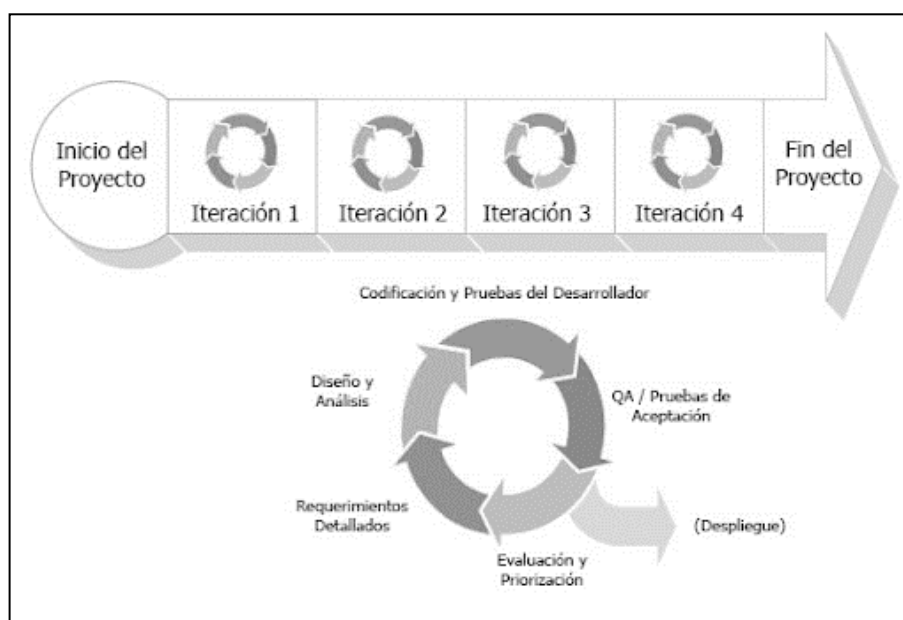 Inicio del
Proyecto
Iteración 1
Iteración 2
Iteración 3
Iteración 4
Fin del
Proyecto
Codificación y Pruebas del Desarrollador
Diseño y
Análisis
QA / Pruebas de
Aceptación
Requerimientos
Detallados
(Despliegue)
Evaluación y
Priorización